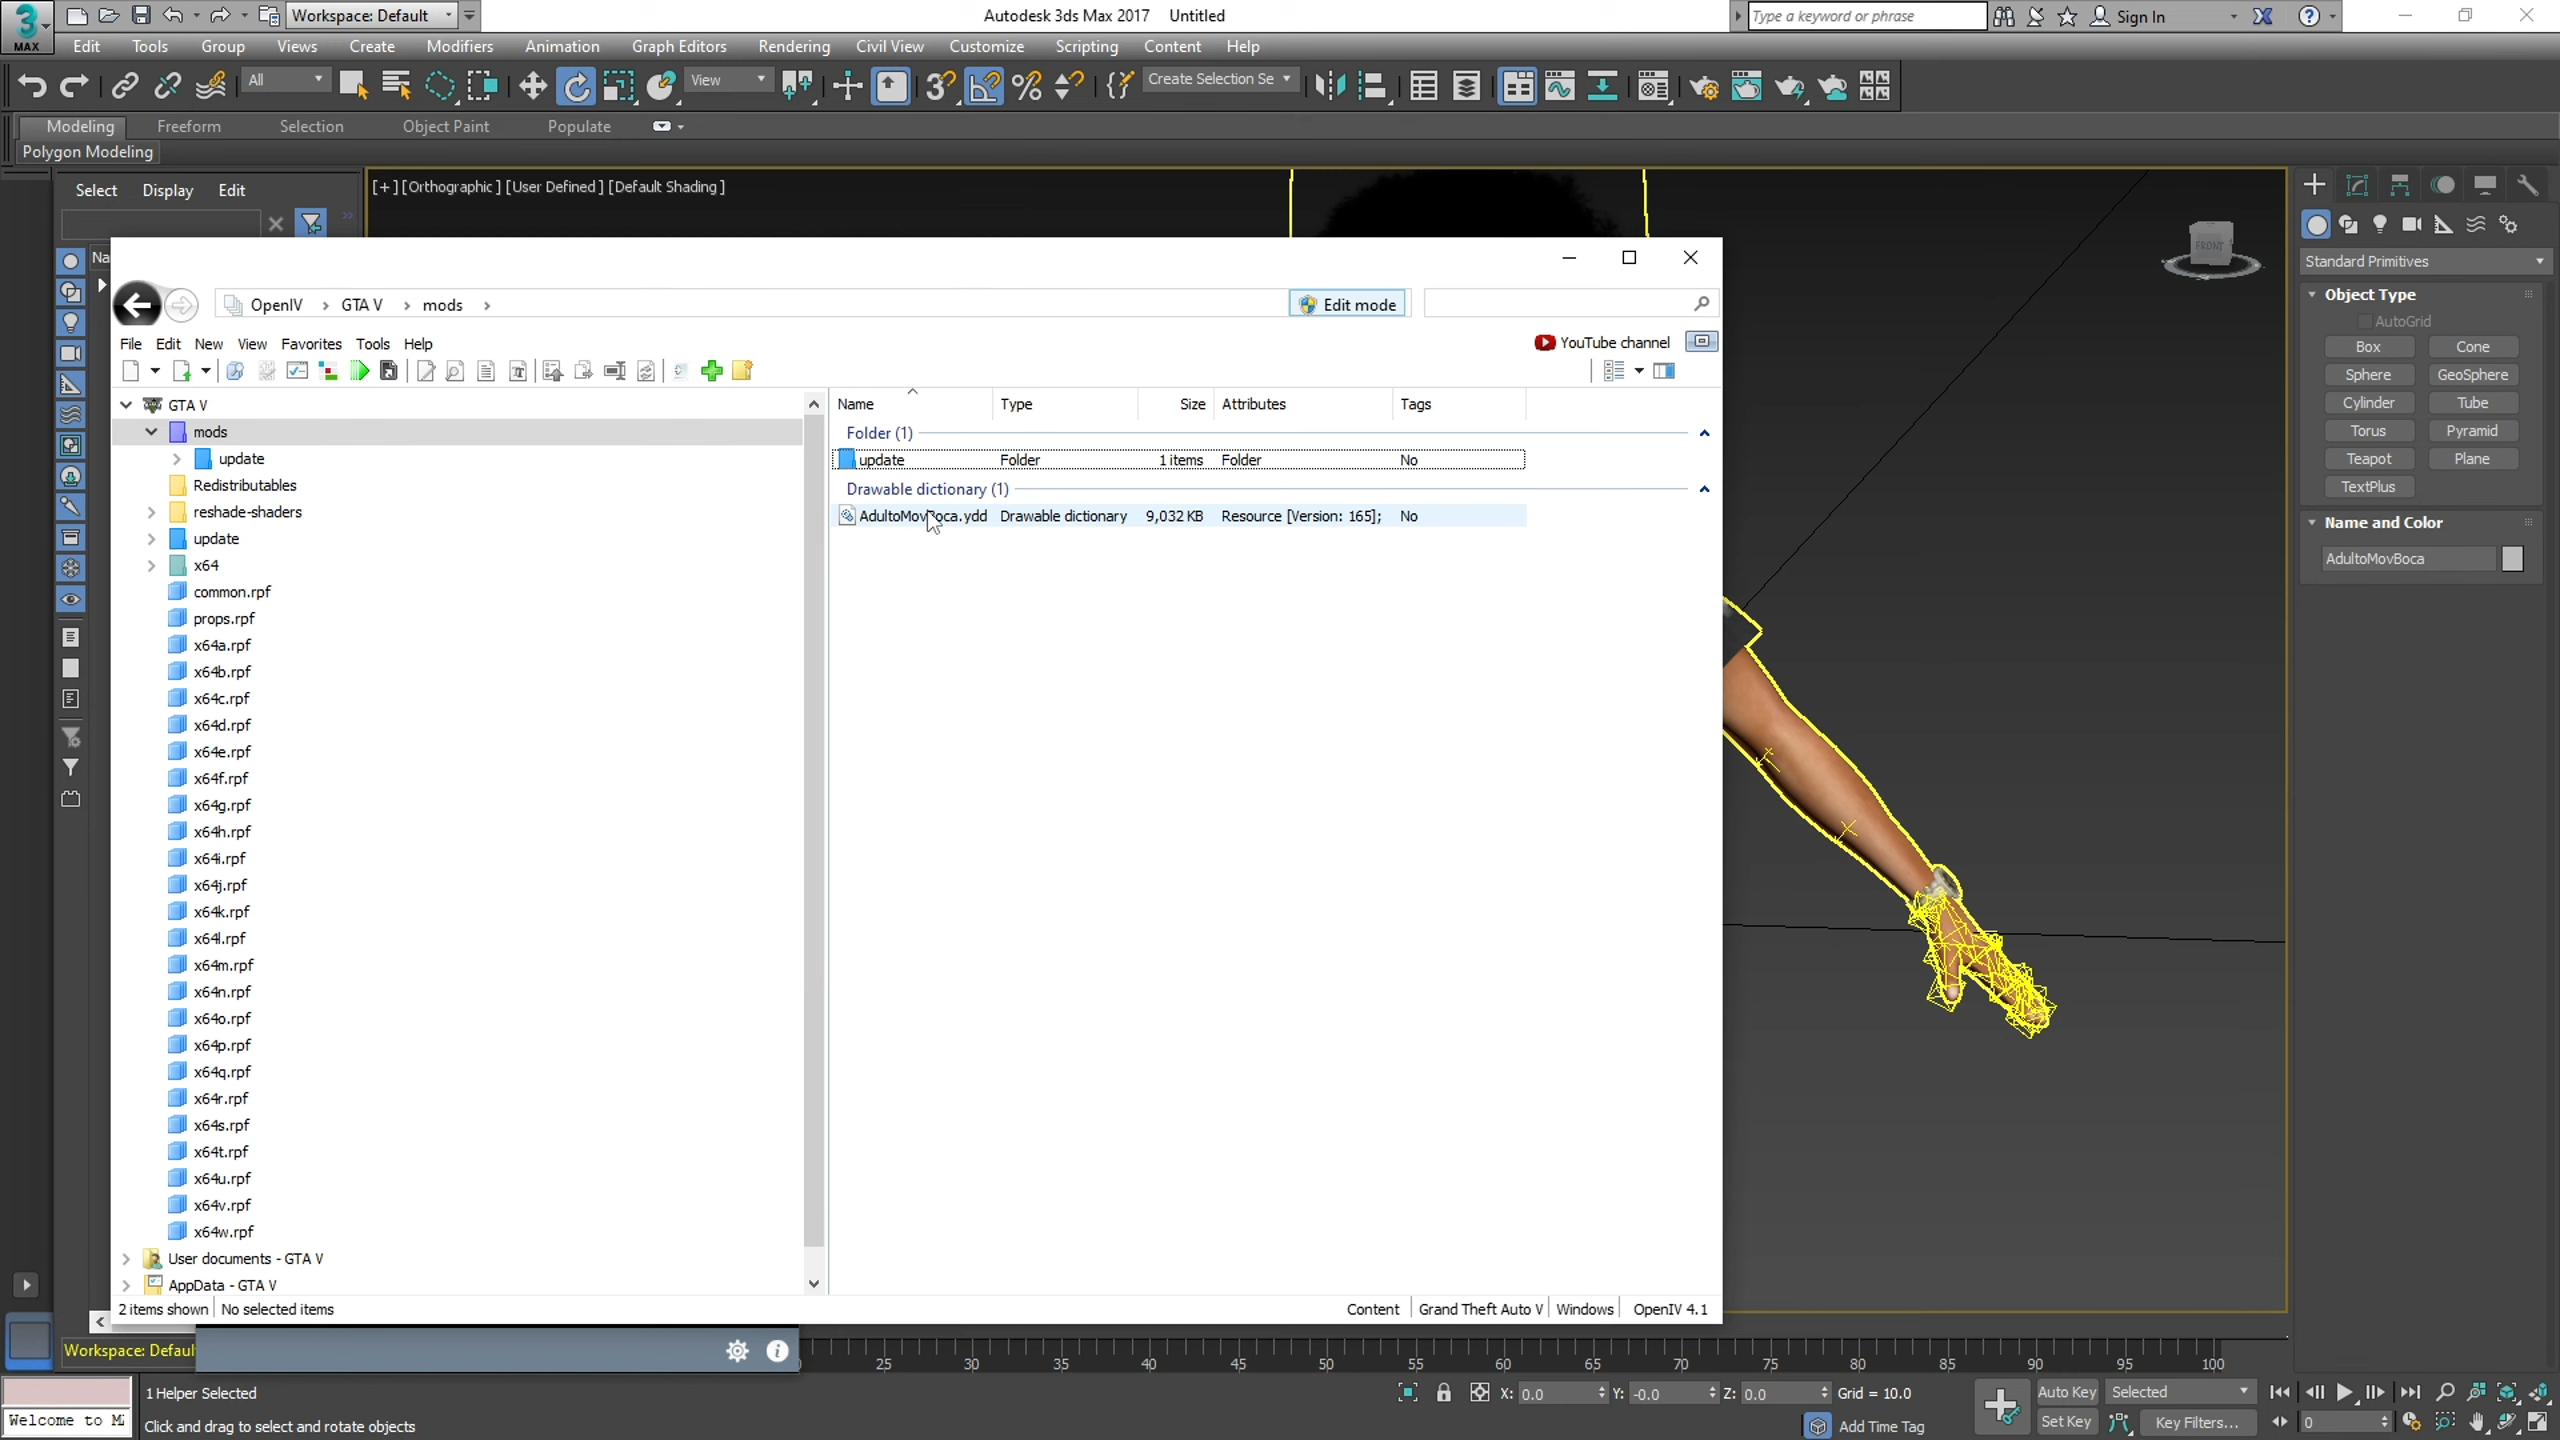 Workspace: Default
Autodesk 3ds Max 2017 Untitled
Type a keyword or phrase
Sign In
MAX
Edit Tools Group Views Create Modifiers Animation Graph Editors Rendering Civil View Customize Scripting Content Help
All
View
Create Selection Se
Modeling Freeform Selection Object Paint Populate
Polygon Modeling
Select Display Edit
[+] [Orthographic] [User Defined] [Default Shading]
FRONT
Standard Primitives
Object Type
AutoGrid
Box Cone
Sphere GeoSphere
Cylinder Tube
Torus Pyramid
Teapot Plane
TextPlus
Name and Color
AdultoMovBoca
Na
OpenIV GTA V mods
Edit mode
File Edit New View Favorites Tools Help
YouTube channel
GTA V
mods
update
Redistributables
reshade-shaders
update
x64
common.rpf
props.rpf
x64a.rpf
x64b.rpf
x64c.rpf
x64d.rpf
x64e.rpf
x64f.rpf
x64g.rpf
x64h.rpf
x64i.rpf
x64j.rpf
x64k.rpf
x64l.rpf
x64m.rpf
x64n.rpf
x64o.rpf
x64p.rpf
x64q.rpf
x64r.rpf
x64s.rpf
x64t.rpf
x64u.rpf
x64v.rpf
x64w.rpf
User documents - GTA V
AppData - GTA V
Name Type Size Attributes Tags
Folder (1)
update Folder 1 items Folder No
Drawable dictionary (1)
AdultoMovBoca.ydd Drawable dictionary 9,032 KB Resource [Version: 165]; No
2 items shown No selected items
Content Grand Theft Auto V Windows OpenIV 4.1
Workspace: Defaul
25 30 35 40 45 50 55 60 65 70 75 80 85 90 95 100
1 Helper Selected
X: 0.0 Y: -0.0 Z: 0.0 Grid = 10.0
Auto Key Selected
Welcome to M
Click and drag to select and rotate objects
Add Time Tag
Set Key Key Filters...
0